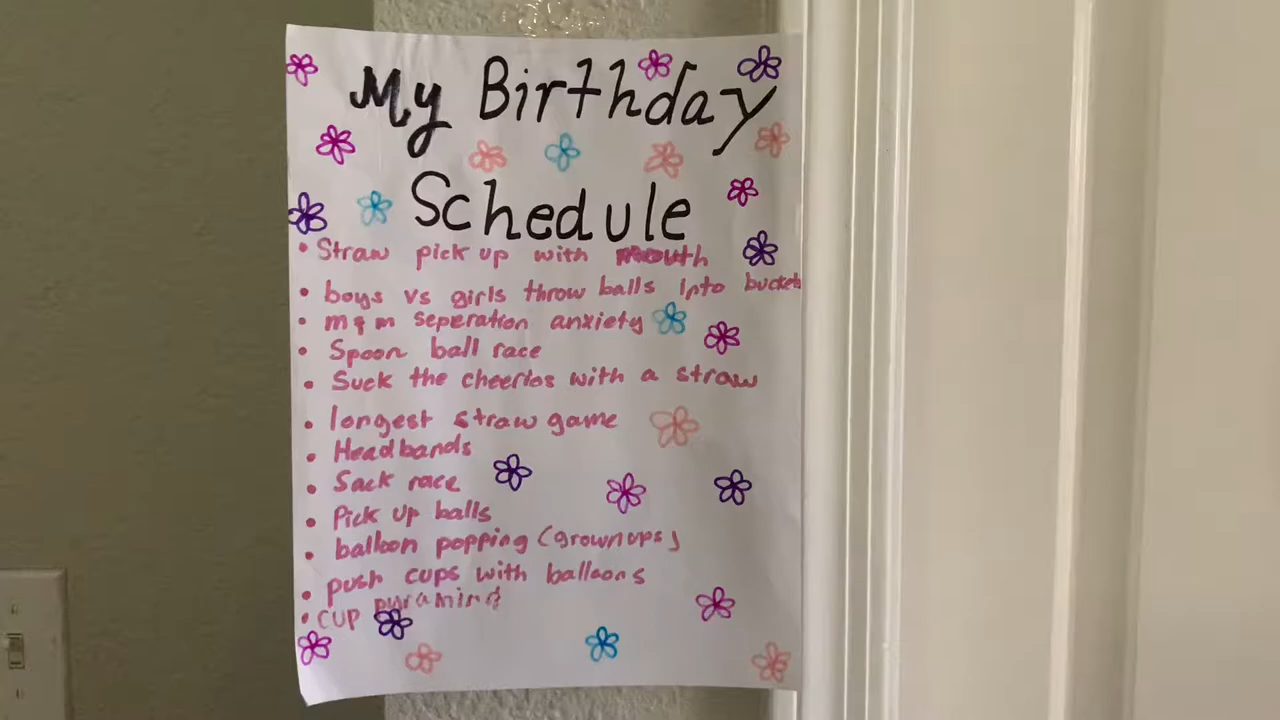 My Birthday
Schedule
• Straw pick up with mouth
• boys vs girls throw balls into buckets
• m&m seperation anxiety
• Spoon ball race
• Suck the cheerios with a straw
• longest straw game
• Headbands
• Sack race
• Pick up balls
• balloon popping (grownups)
• push cups with balloons
• cup pyramind